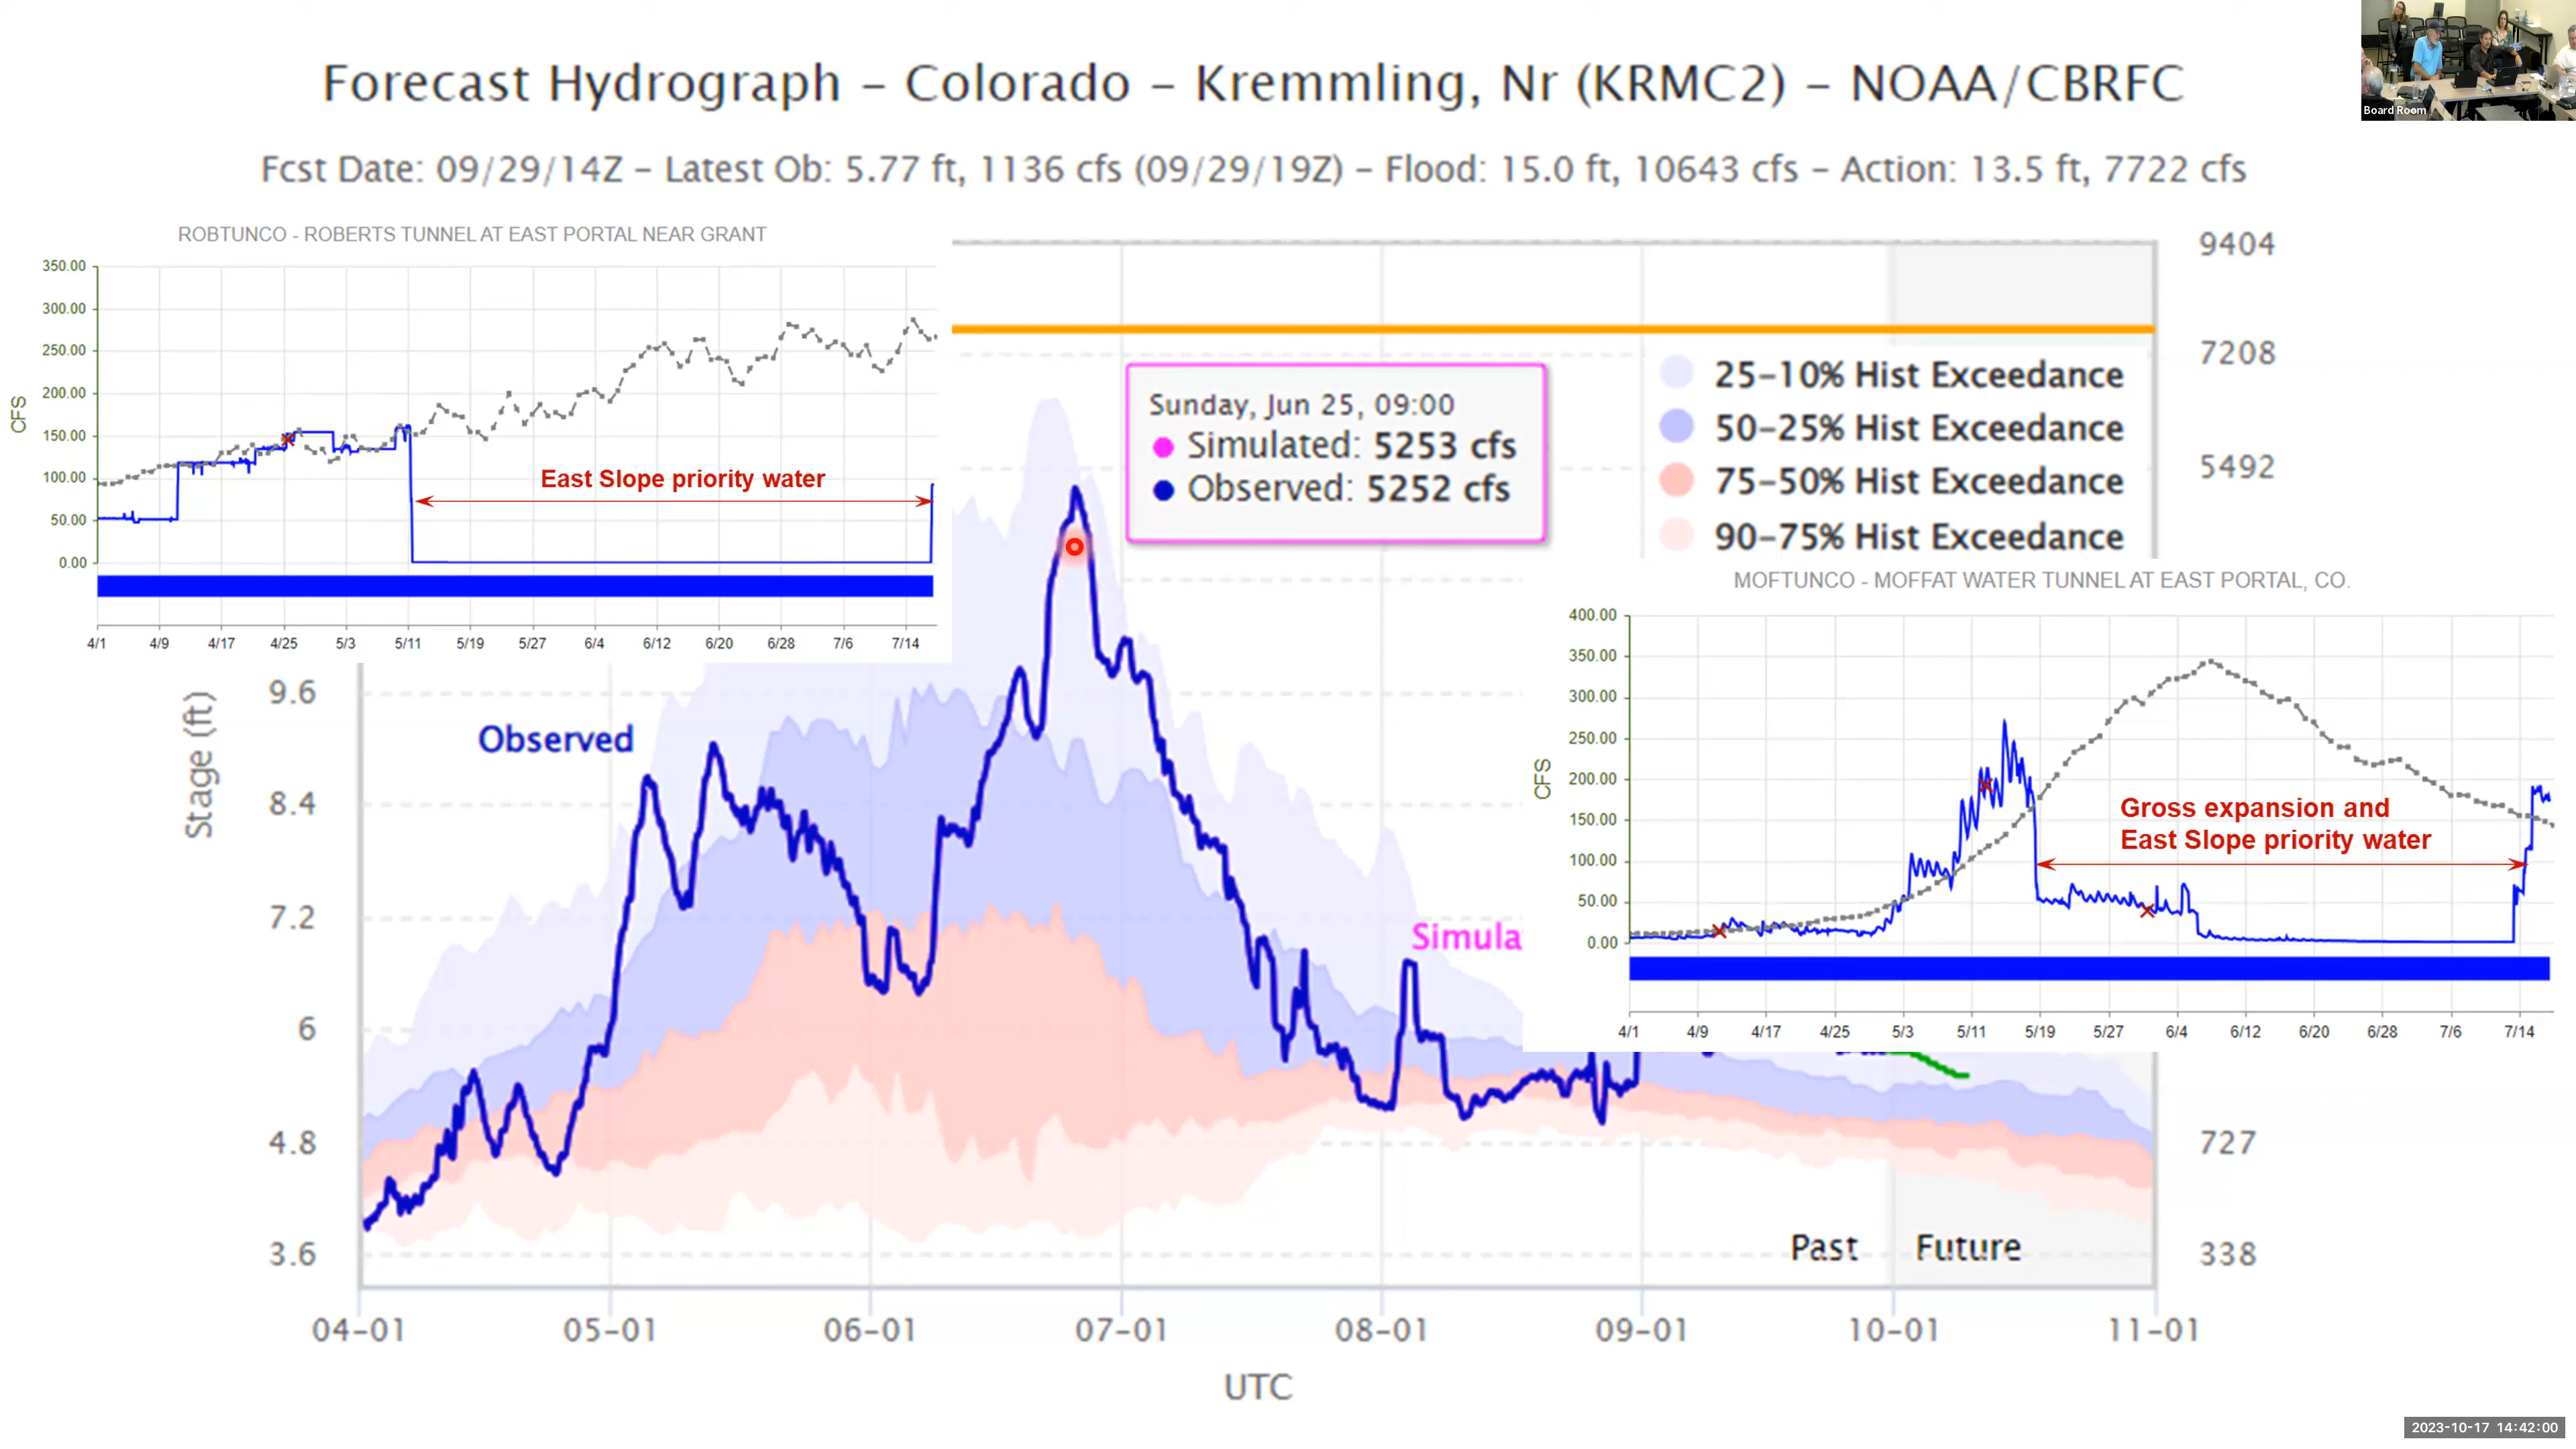 Forecast Hydrograph – Colorado – Kremmling, Nr (KRMC2) – NOAA/CBRFC
Board Room
Fcst Date: 09/29/14Z – Latest Ob: 5.77 ft, 1136 cfs (09/29/19Z) – Flood: 15.0 ft, 10643 cfs – Action: 13.5 ft, 7722 cfs
ROBTUNCO - ROBERTS TUNNEL AT EAST PORTAL NEAR GRANT
CFS
350.00
300.00
250.00
200.00
150.00
100.00
50.00
0.00
East Slope priority water
4/1 4/9 4/17 4/25 5/3 5/11 5/19 5/27 6/4 6/12 6/20 6/28 7/6 7/14
9404
7208
5492
727
338
Sunday, Jun 25, 09:00
Simulated: 5253 cfs
Observed: 5252 cfs
25–10% Hist Exceedance
50–25% Hist Exceedance
75–50% Hist Exceedance
90–75% Hist Exceedance
MOFTUNCO - MOFFAT WATER TUNNEL AT EAST PORTAL, CO.
CFS
400.00
350.00
300.00
250.00
200.00
150.00
100.00
50.00
0.00
Gross expansion and
East Slope priority water
4/1 4/9 4/17 4/25 5/3 5/11 5/19 5/27 6/4 6/12 6/20 6/28 7/6 7/14
Stage (ft)
9.6
8.4
7.2
6
4.8
3.6
Observed
Simula
Past
Future
04–01 05–01 06–01 07–01 08–01 09–01 10–01 11–01
UTC
2023-10-17 14:42:00